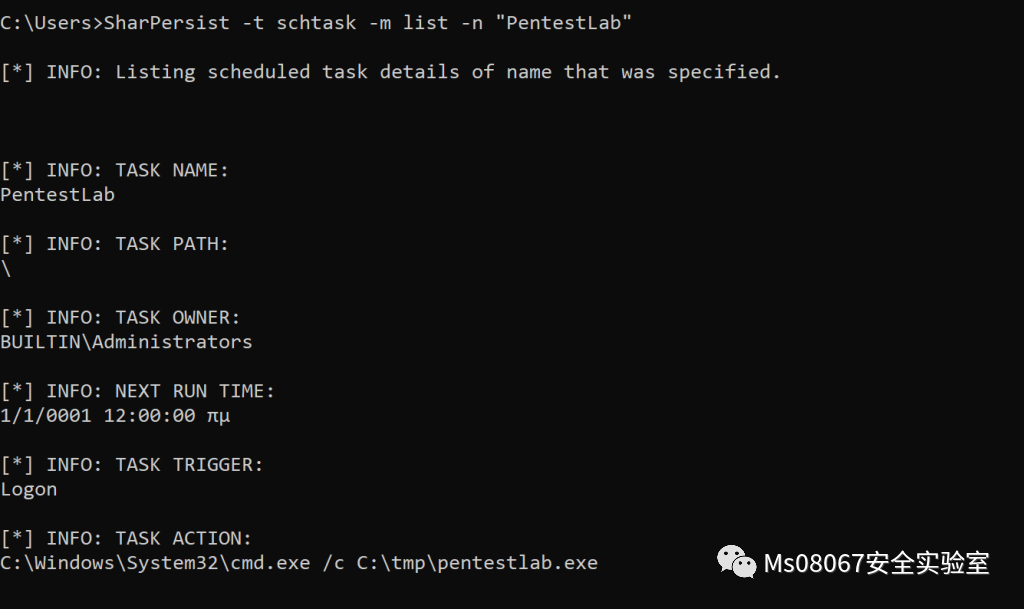 C:\Users>SharPersist -t schtask -m list -n "PentestLab"
[*] INFO: Listing scheduled task details of name that was specified.
[*] INFO: TASK NAME:
PentestLab
[*] INFO: TASK PATH:
\
[*] INFO: TASK OWNER:
BUILTIN\Administrators
[*] INFO: NEXT RUN TIME:
1/1/0001 12:00:00 πμ
[*] INFO: TASK TRIGGER:
Logon
[*] INFO: TASK ACTION:
C:\Windows\System32\cmd.exe /c C:\tmp\pentestlab.exe
Ms08067安全实验室